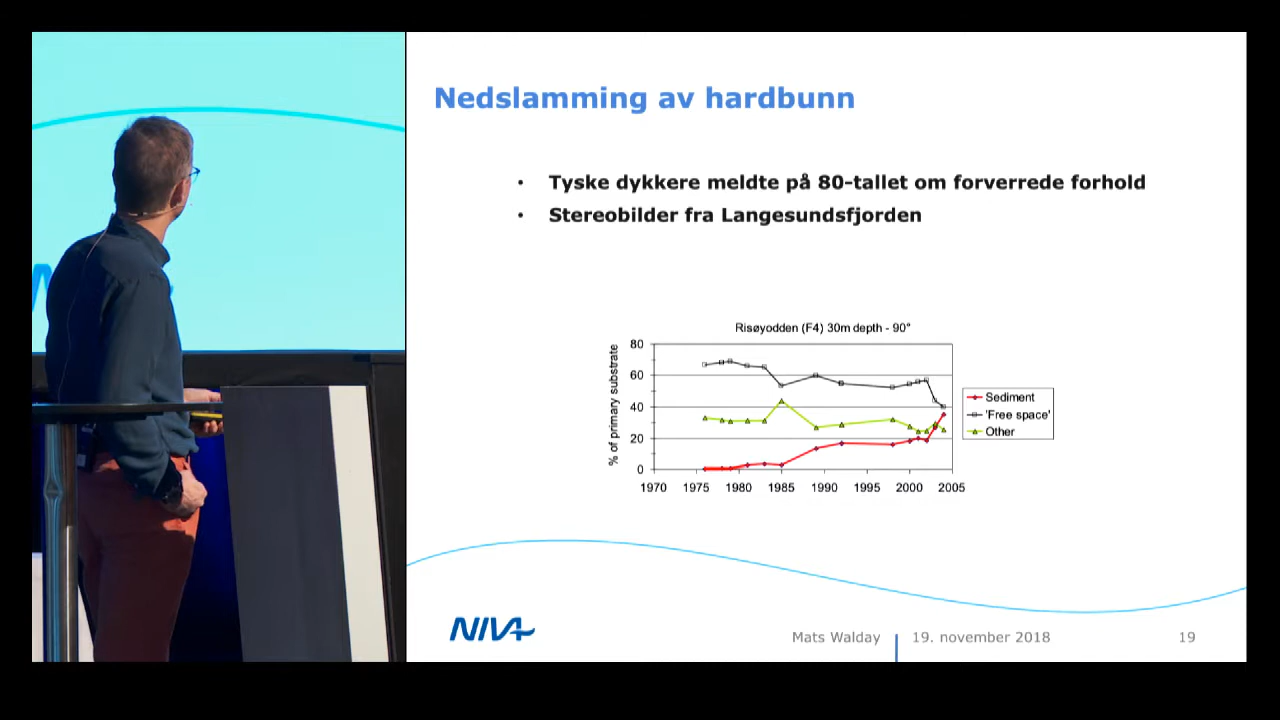 Nedslamming av hardbunn
• Tyske dykkere meldte på 80-tallet om forverrede forhold
• Stereobilder fra Langesundsfjorden
Risøyodden (F4) 30m depth - 90°
% of primary substrate
80
60
40
20
0
1970 1975 1980 1985 1990 1995 2000 2005
Sediment
'Free space'
Other
NIVA
Mats Walday
19. november 2018
19